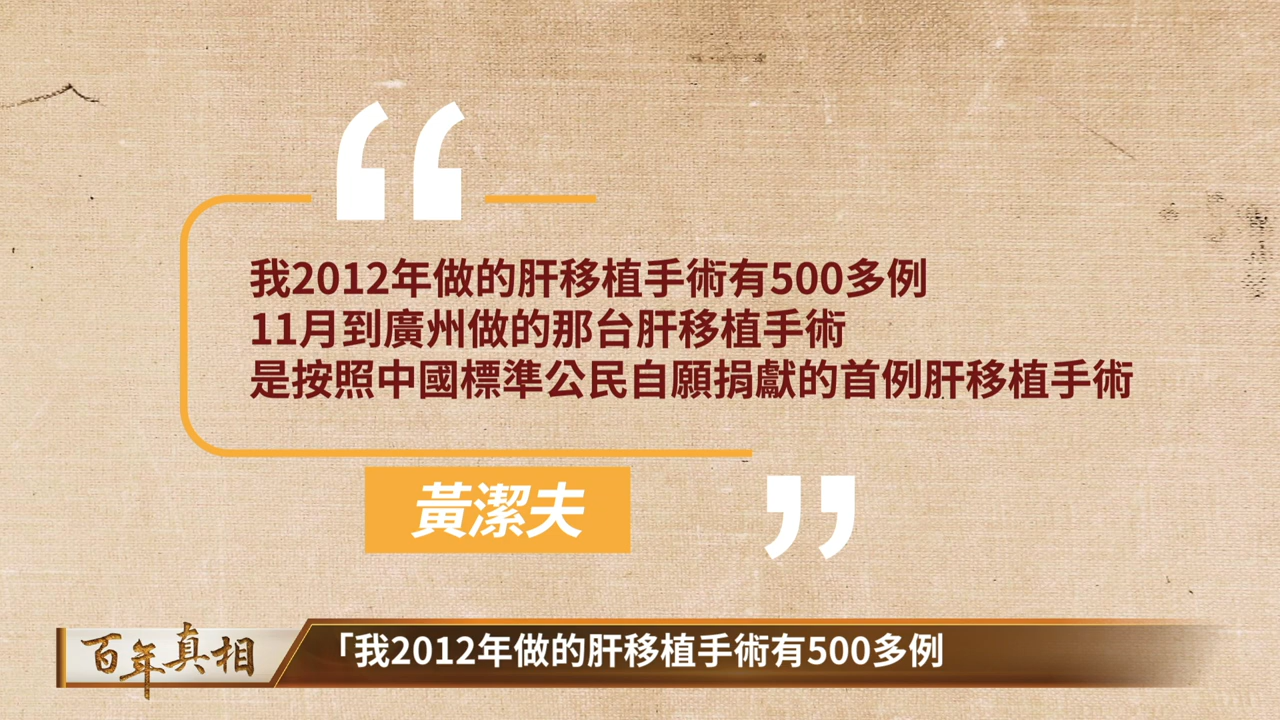 我2012年做的肝移植手術有500多例
11月到廣州做的那台肝移植手術
是按照中國標準公民自願捐獻的首例肝移植手術
黃潔夫
百年真相
「我2012年做的肝移植手術有500多例